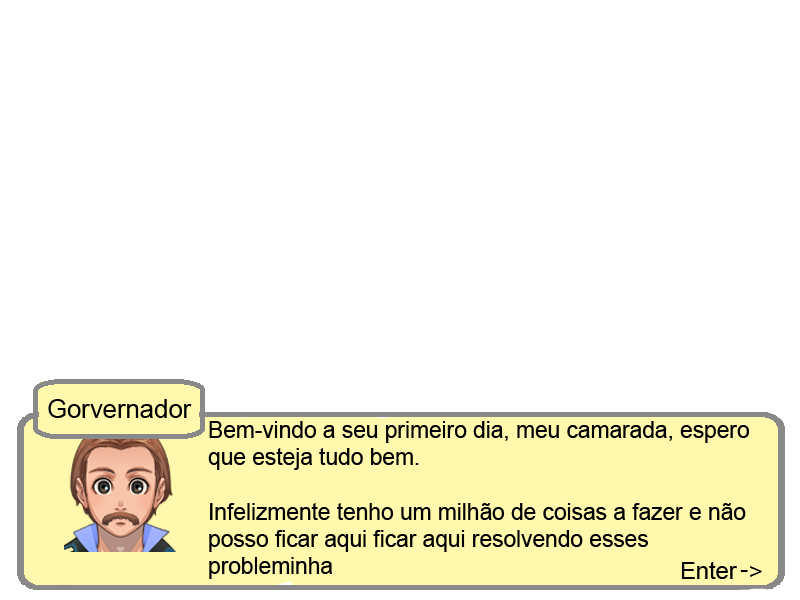 Gorvernador
Bem-vindo a seu primeiro dia, meu camarada, espero
que esteja tudo bem.
Infelizmente tenho um milhão de coisas a fazer e não
posso ficar aqui ficar aqui resolvendo esses
probleminha
Enter ->